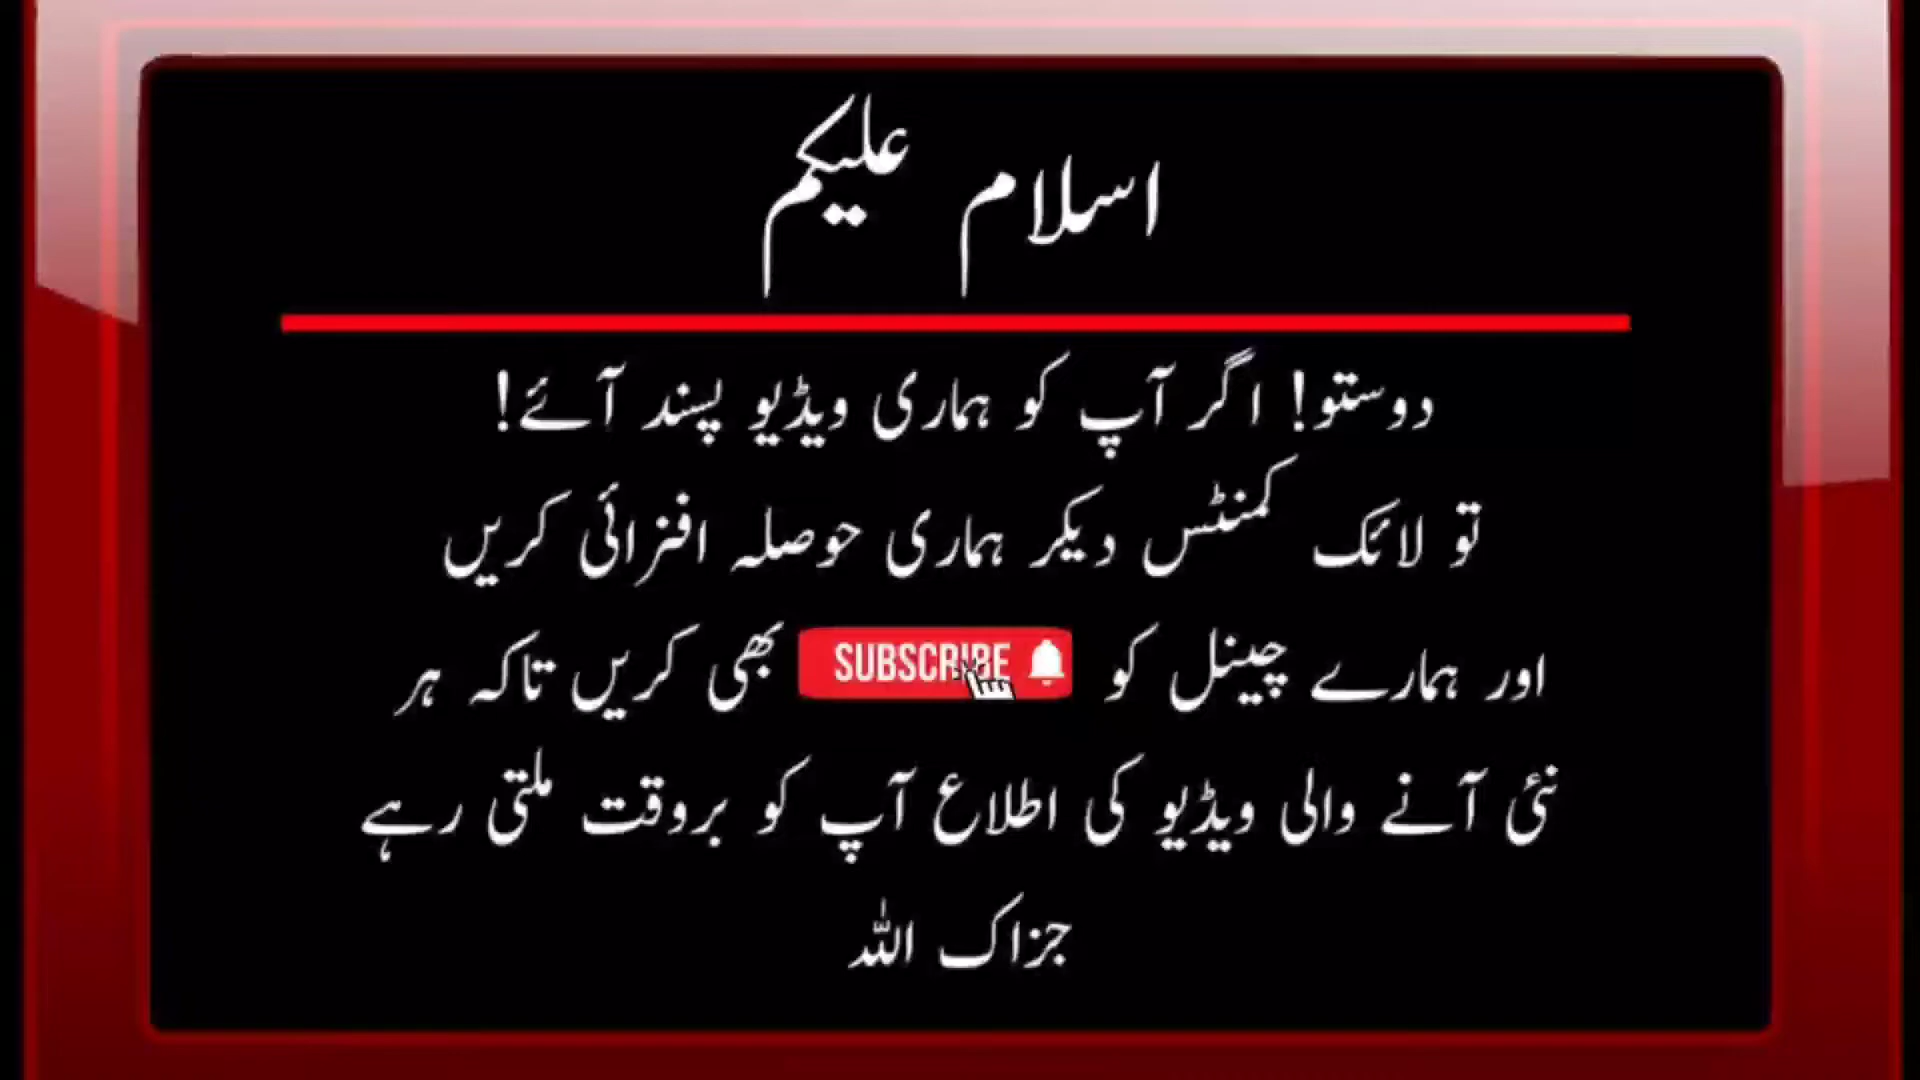 اسلام علیکم
دوستو! اگر آپ کو ہماری ویڈیو پسند آئے!
تو لائک کمنٹس دیکر ہماری حوصلہ افزائی کریں
اور ہمارے چینل کو SUBSCRIBE بھی کریں تاکہ ہر
نئی آنے والی ویڈیو کی اطلاع آپ کو بروقت ملتی رہے
جزاک اللہ